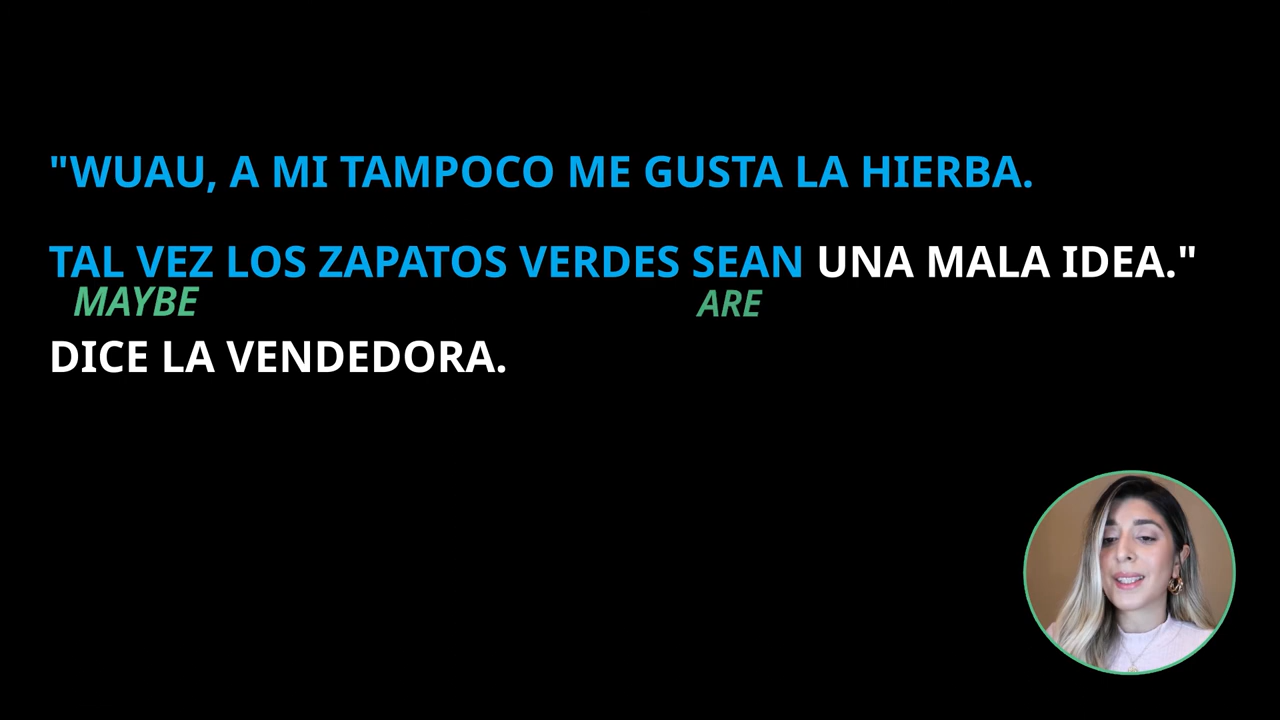 "WUAU, A MI TAMPOCO ME GUSTA LA HIERBA.
TAL VEZ LOS ZAPATOS VERDES SEAN UNA MALA IDEA."
MAYBE ARE
DICE LA VENDEDORA.